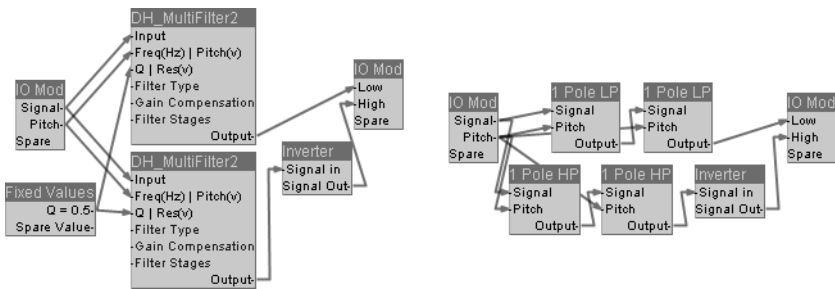 DH_MultiFilter2
Input
Freq(Hz) | Pitch(v)
Q | Res(v)
Filter Type
Gain Compensation
Filter Stages
Output
IO Mod
Signal
Pitch
Spare
Fixed Values
Q = 0.5
Spare Value
DH_MultiFilter2
Input
Freq(Hz) | Pitch(v)
Q | Res(v)
Filter Type
Gain Compensation
Filter Stages
Output
Inverter
Signal in
Signal Out
IO Mod
Low
High
Spare
IO Mod
Signal
Pitch
Spare
1 Pole LP
Signal
Pitch
Output
1 Pole LP
Signal
Pitch
Output
1 Pole HP
Signal
Pitch
Output
1 Pole HP
Signal
Pitch
Output
Inverter
Signal in
Signal Out
IO Mod
Low
High
Spare